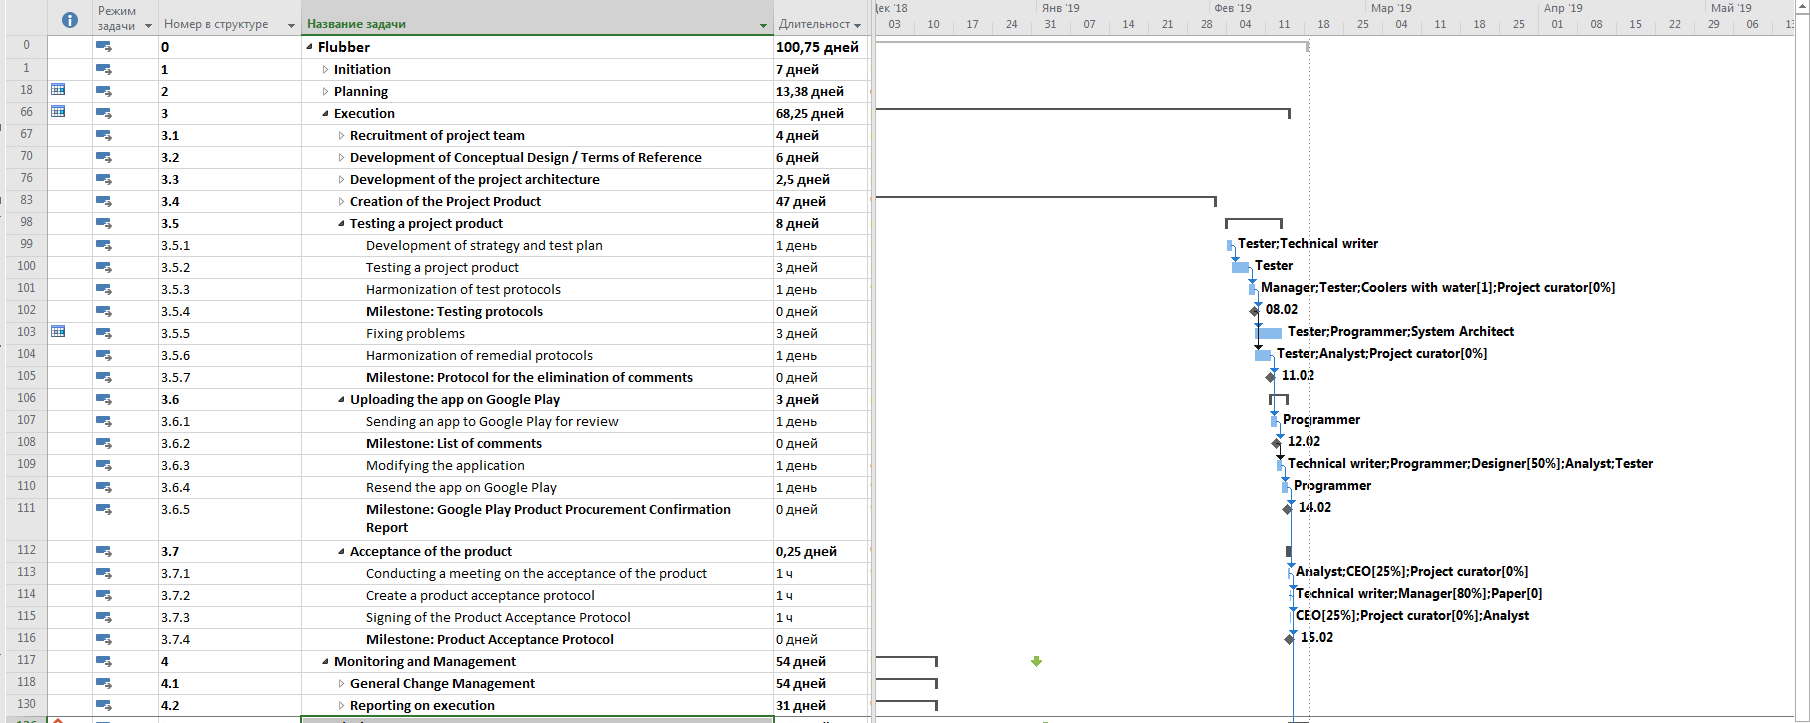 Режим задачи Номер в структуре Название задачи Длительност
Дек '18 Янв '19 Фев '19 Мар '19 Апр '19 Май '19
03 10 17 24 31 07 14 21 28 04 11 18 25 04 11 18 25 01 08 15 22 29 06
0 0 Flubber 100,75 дней
1 1 Initiation 7 дней
18 2 Planning 13,38 дней
66 3 Execution 68,25 дней
67 3.1 Recruitment of project team 4 дней
70 3.2 Development of Conceptual Design / Terms of Reference 6 дней
76 3.3 Development of the project architecture 2,5 дней
83 3.4 Creation of the Project Product 47 дней
98 3.5 Testing a project product 8 дней
99 3.5.1 Development of strategy and test plan 1 день Tester;Technical writer
100 3.5.2 Testing a project product 3 дней Tester
101 3.5.3 Harmonization of test protocols 1 день Manager;Tester;Coolers with water[1];Project curator[0%]
102 3.5.4 Milestone: Testing protocols 0 дней 08.02
103 3.5.5 Fixing problems 3 дней Tester;Programmer;System Architect
104 3.5.6 Harmonization of remedial protocols 1 день Tester;Analyst;Project curator[0%]
105 3.5.7 Milestone: Protocol for the elimination of comments 0 дней 11.02
106 3.6 Uploading the app on Google Play 3 дней
107 3.6.1 Sending an app to Google Play for review 1 день Programmer
108 3.6.2 Milestone: List of comments 0 дней 12.02
109 3.6.3 Modifying the application 1 день Technical writer;Programmer;Designer[50%];Analyst;Tester
110 3.6.4 Resend the app on Google Play 1 день Programmer
111 3.6.5 Milestone: Google Play Product Procurement Confirmation 0 дней 14.02
Report
112 3.7 Acceptance of the product 0,25 дней
113 3.7.1 Conducting a meeting on the acceptance of the product 1 ч Analyst;CEO[25%];Project curator[0%]
114 3.7.2 Create a product acceptance protocol 1 ч Technical writer;Manager[80%];Paper[0]
115 3.7.3 Signing of the Product Acceptance Protocol 1 ч CEO[25%];Project curator[0%];Analyst
116 3.7.4 Milestone: Product Acceptance Protocol 0 дней 15.02
117 4 Monitoring and Management 54 дней
118 4.1 General Change Management 54 дней
130 4.2 Reporting on execution 31 дней